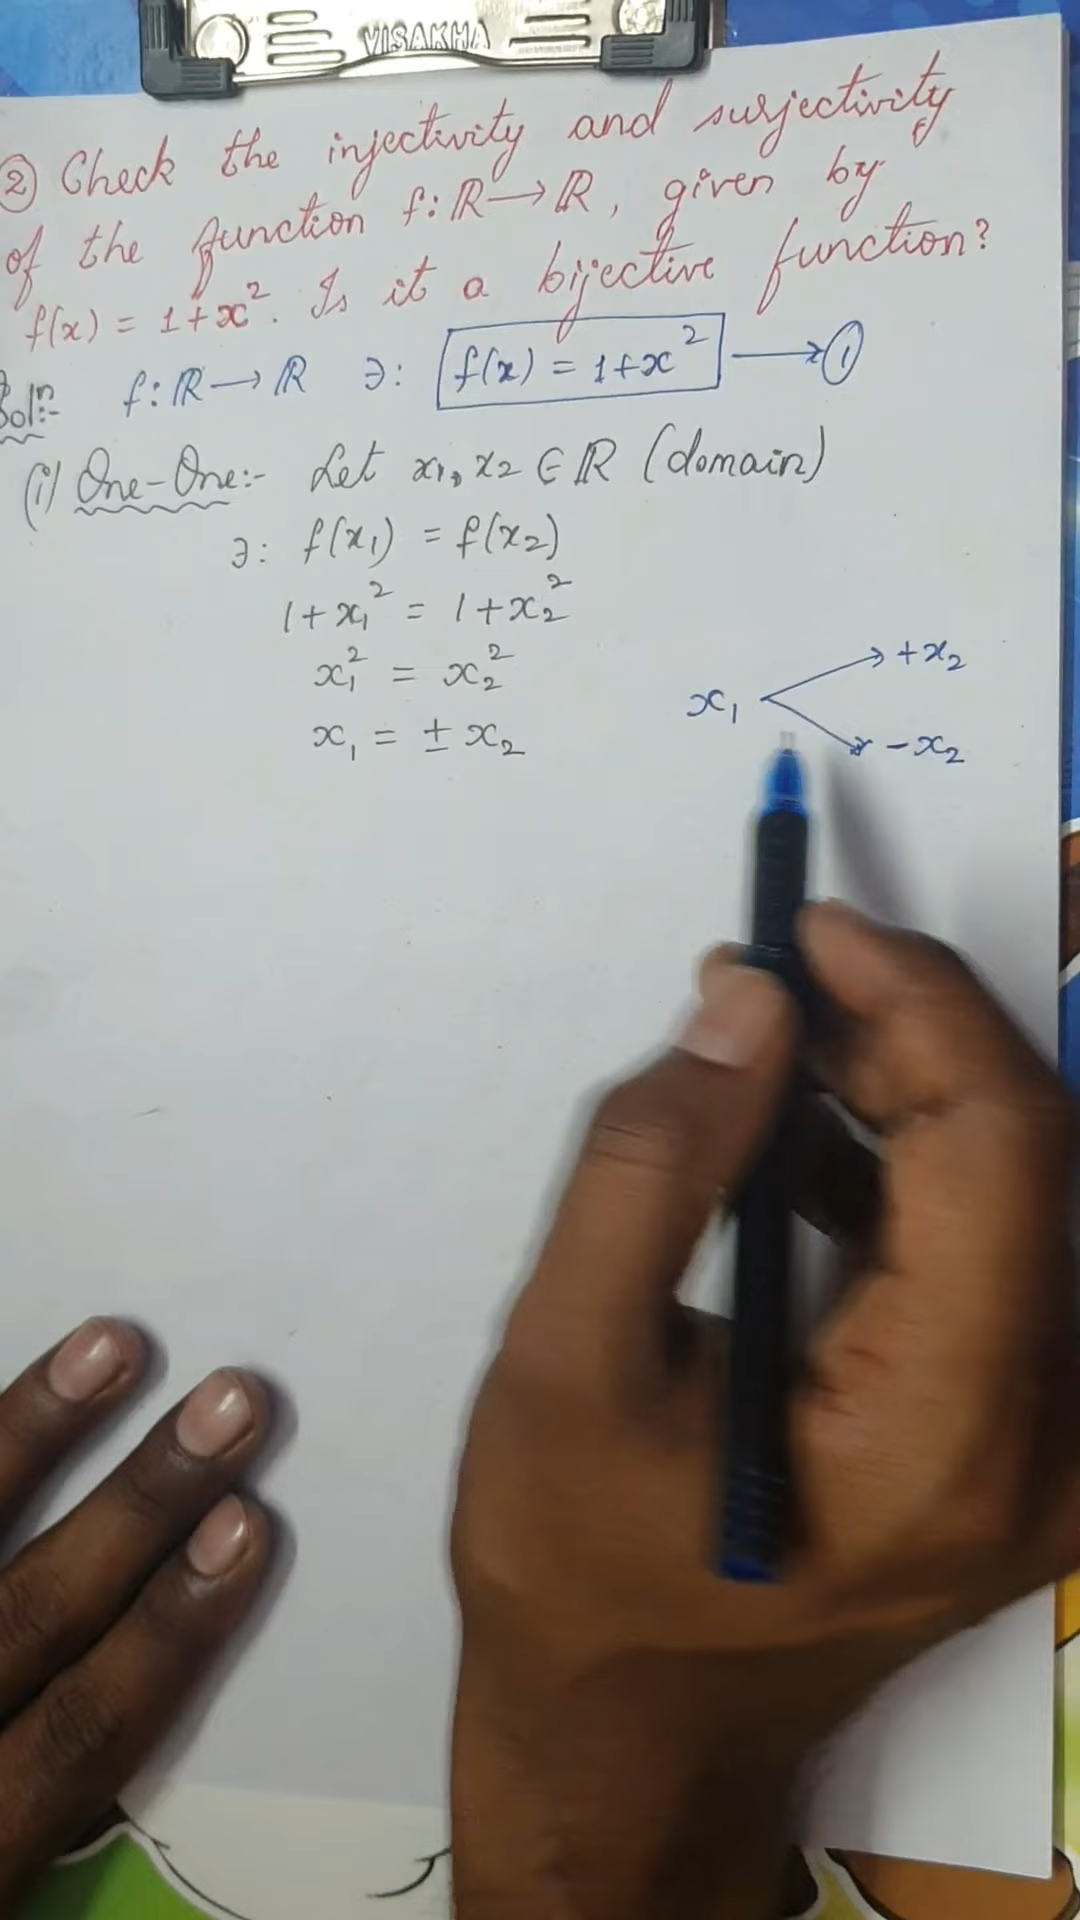 VISAKHA
② Check the injectivity and surjectivity
of the function f: ℝ → ℝ, given by
f(x) = 1+x². Is it a bijective function?
Solⁿ:- f: ℝ → ℝ ∋: f(x) = 1+x² → ①
(i) One-One:- Let x₁, x₂ ∈ ℝ (domain)
∋: f(x₁) = f(x₂)
1+x₁² = 1+x₂²
x₁² = x₂²
x₁ = ± x₂
x₁ → +x₂
→ -x₂